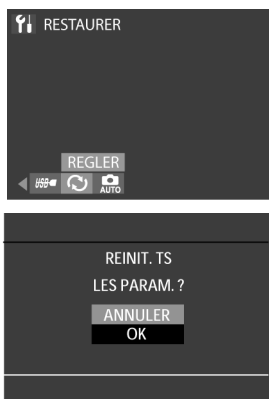 RESTAURER
REGLER
USB
AUTO
REINIT. TS
LES PARAM. ?
ANNULER
OK